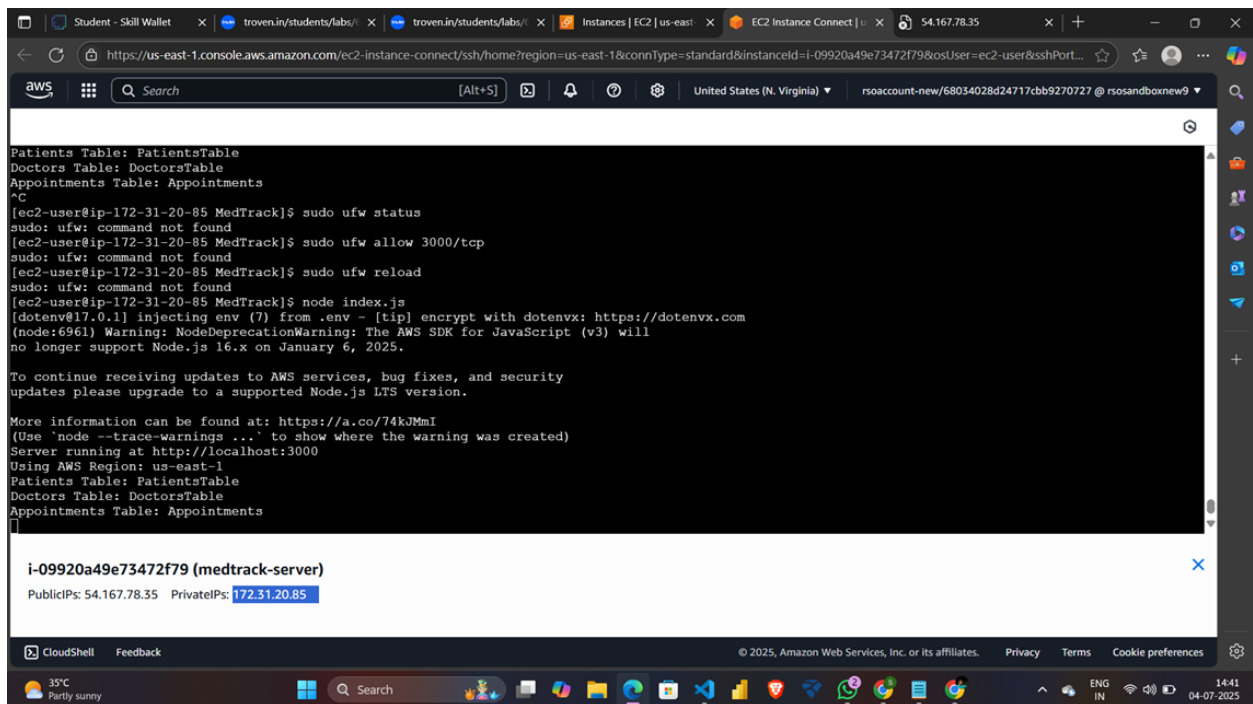 Student - Skill Wallet
troven.in/students/labs/6
troven.in/students/labs/
Instances | EC2 | us-east-
EC2 Instance Connect | u
54.167.78.35
https://us-east-1.console.aws.amazon.com/ec2-instance-connect/ssh/home?region=us-east-1&connType=standard&instanceId=i-09920a49e73472f79&osUser=ec2-user&sshPort...
aws
Search
[Alt+S]
United States (N. Virginia) ▼
rsoaccount-new/68034028d24717cbb9270727 @ rsosandboxnew9 ▼
Patients Table: PatientsTable
Doctors Table: DoctorsTable
Appointments Table: Appointments
^C
[ec2-user@ip-172-31-20-85 MedTrack]$ sudo ufw status
sudo: ufw: command not found
[ec2-user@ip-172-31-20-85 MedTrack]$ sudo ufw allow 3000/tcp
sudo: ufw: command not found
[ec2-user@ip-172-31-20-85 MedTrack]$ sudo ufw reload
sudo: ufw: command not found
[ec2-user@ip-172-31-20-85 MedTrack]$ node index.js
[dotenv@17.0.1] injecting env (7) from .env - [tip] encrypt with dotenvx: https://dotenvx.com
(node:6961) Warning: NodeDeprecationWarning: The AWS SDK for JavaScript (v3) will
no longer support Node.js 16.x on January 6, 2025.
To continue receiving updates to AWS services, bug fixes, and security
updates please upgrade to a supported Node.js LTS version.
More information can be found at: https://a.co/74kJMmI
(Use `node --trace-warnings ...` to show where the warning was created)
Server running at http://localhost:3000
Using AWS Region: us-east-1
Patients Table: PatientsTable
Doctors Table: DoctorsTable
Appointments Table: Appointments
i-09920a49e73472f79 (medtrack-server)
PublicIPs: 54.167.78.35 PrivateIPs: 172.31.20.85
CloudShell Feedback © 2025, Amazon Web Services, Inc. or its affiliates. Privacy Terms Cookie preferences
35°C
Partly sunny
Search
ENG
IN
14:41
04-07-2025